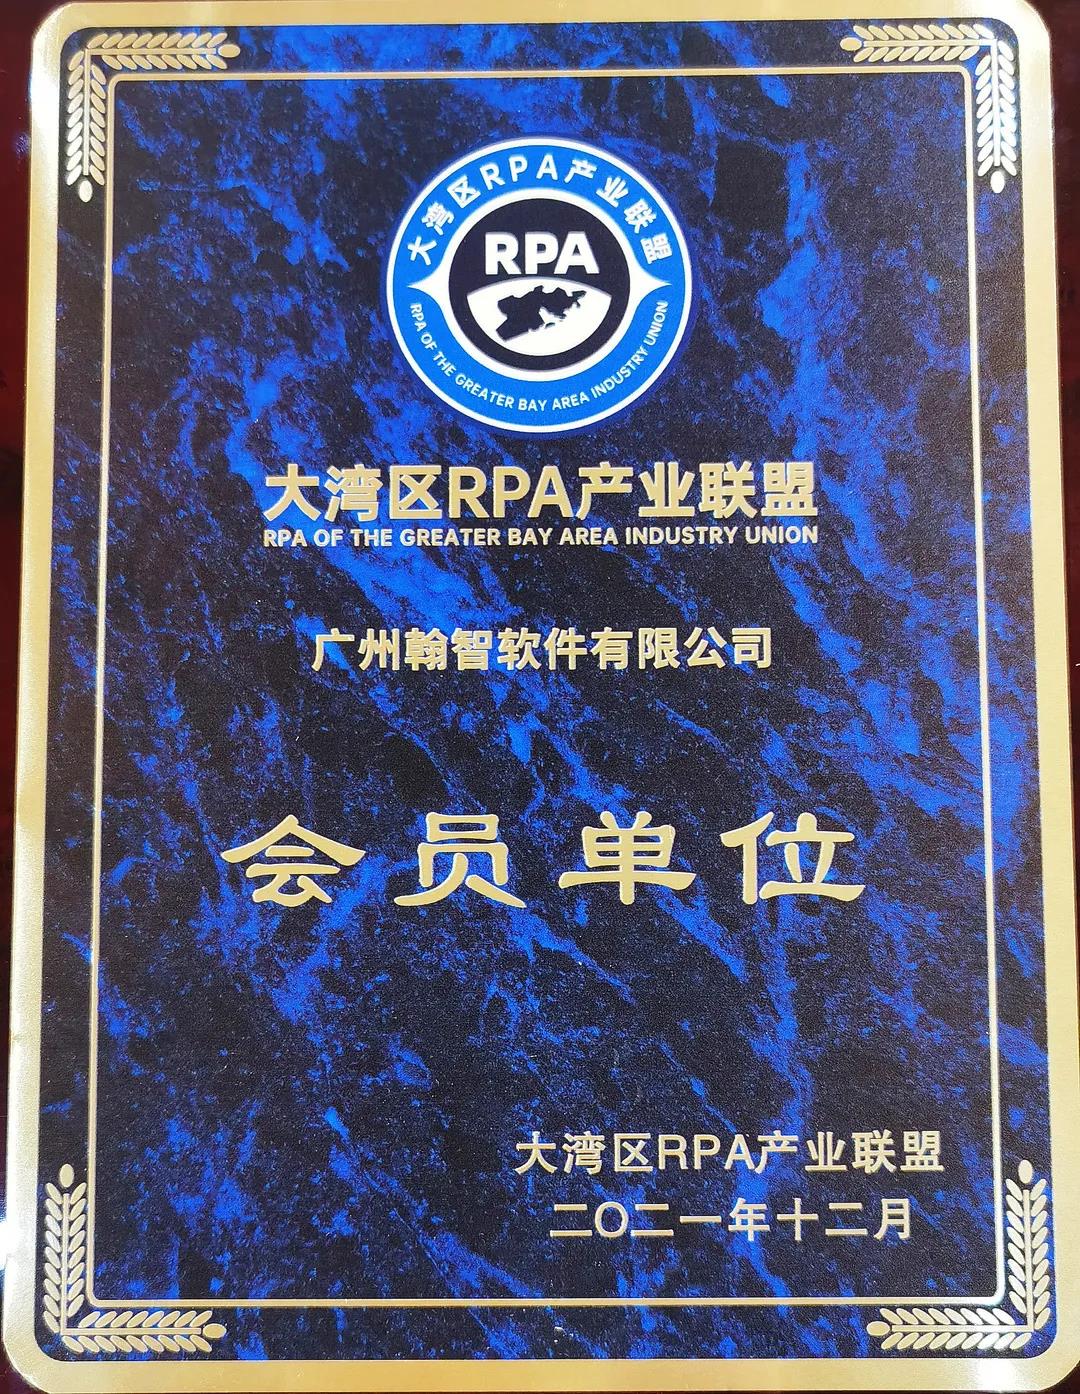 大湾区RPA产业联盟
RPA
RPA OF THE GREATER BAY AREA INDUSTRY UNION
大湾区RPA产业联盟
RPA OF THE GREATER BAY AREA INDUSTRY UNION
广州翰智软件有限公司
会员单位
大湾区RPA产业联盟
二〇二一年十二月